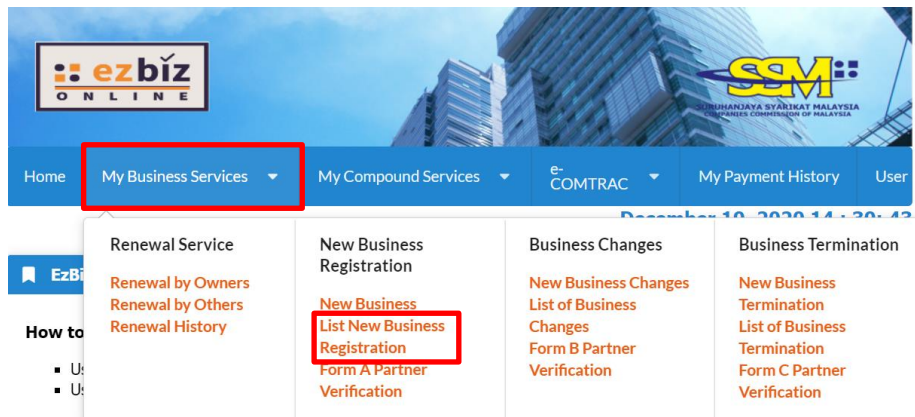 ezbiz
ONLINE
SSM
SURUHANJAYA SYARIKAT MALAYSIA
COMPANIES COMMISSION OF MALAYSIA
Home
My Business Services
My Compound Services
e-
COMTRAC
My Payment History
User
December 10, 2020 14 : 30: 43
EzBi
How to
Renewal Service
Renewal by Owners
Renewal by Others
Renewal History
New Business
Registration
New Business
List New Business
Registration
Form A Partner
Verification
Business Changes
New Business Changes
List of Business
Changes
Form B Partner
Verification
Business Termination
New Business
Termination
List of Business
Termination
Form C Partner
Verification